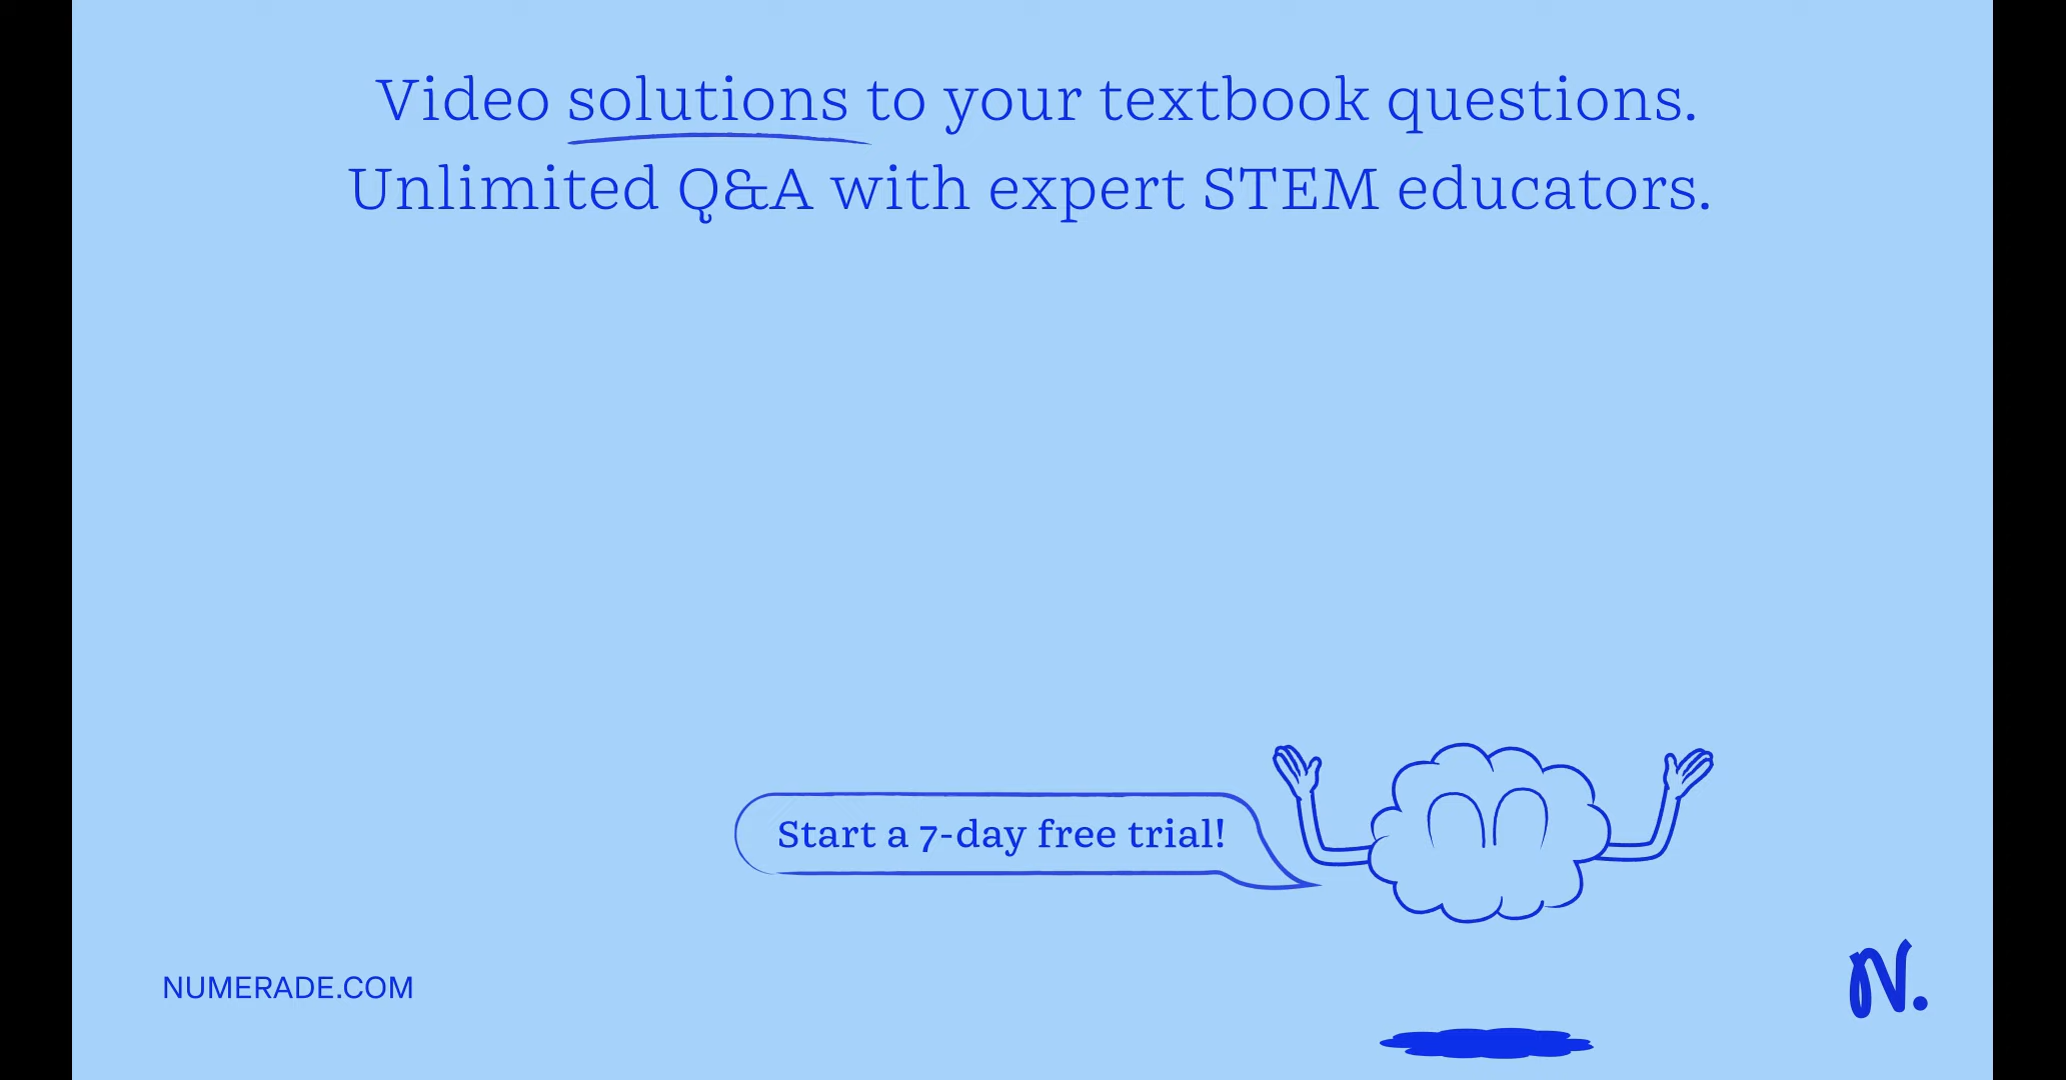 Video solutions to your textbook questions.
Unlimited Q&A with expert STEM educators.
Start a 7-day free trial!
NUMERADE.COM
N.